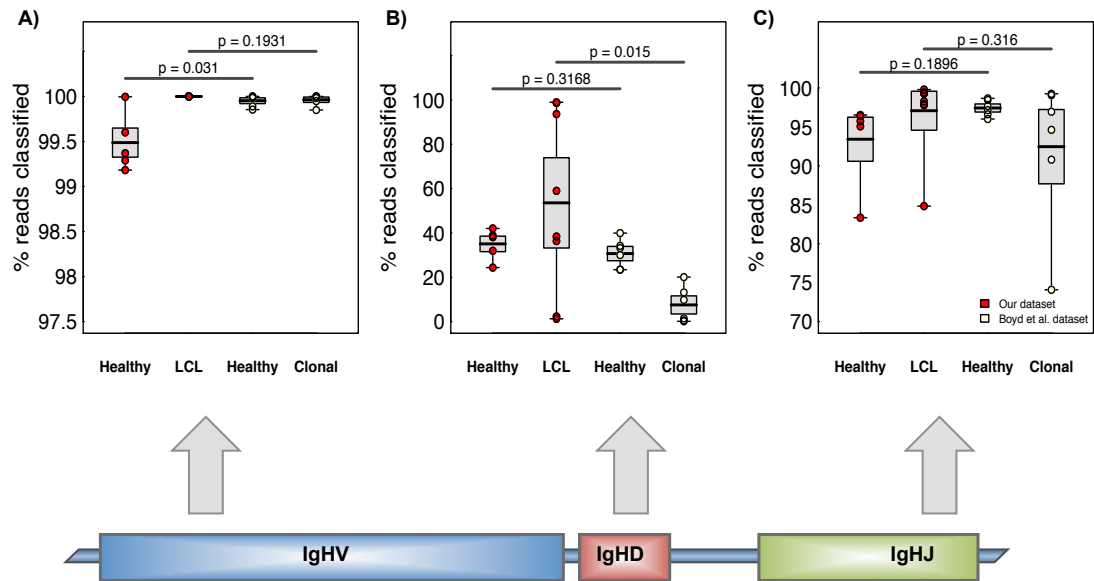 A)
p = 0.1931
p = 0.031
% reads classified
100
99.5
99
98.5
98
97.5
Healthy LCL Healthy Clonal
B)
p = 0.015
p = 0.3168
% reads classified
100
80
60
40
20
0
Healthy LCL Healthy Clonal
C)
p = 0.316
p = 0.1896
% reads classified
100
95
90
85
80
75
70
Our dataset
Boyd et al. dataset
Healthy LCL Healthy Clonal
IgHV IgHD IgHJ